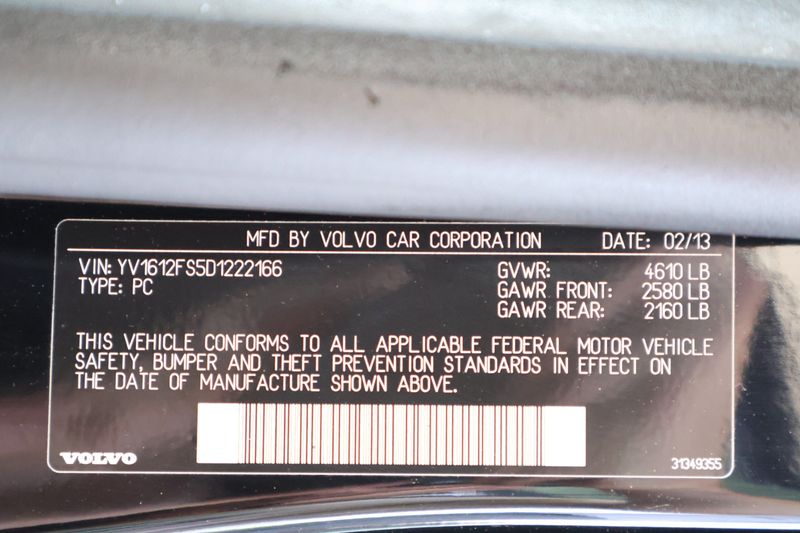 MFD BY VOLVO CAR CORPORATION DATE: 02/13
VIN: YV1612FS5D1222166 GVWR: 4610 LB
TYPE: PC GAWR FRONT: 2580 LB
GAWR REAR: 2160 LB
THIS VEHICLE CONFORMS TO ALL APPLICABLE FEDERAL MOTOR VEHICLE
SAFETY, BUMPER AND THEFT PREVENTION STANDARDS IN EFFECT ON
THE DATE OF MANUFACTURE SHOWN ABOVE.
VOLVO 31349355